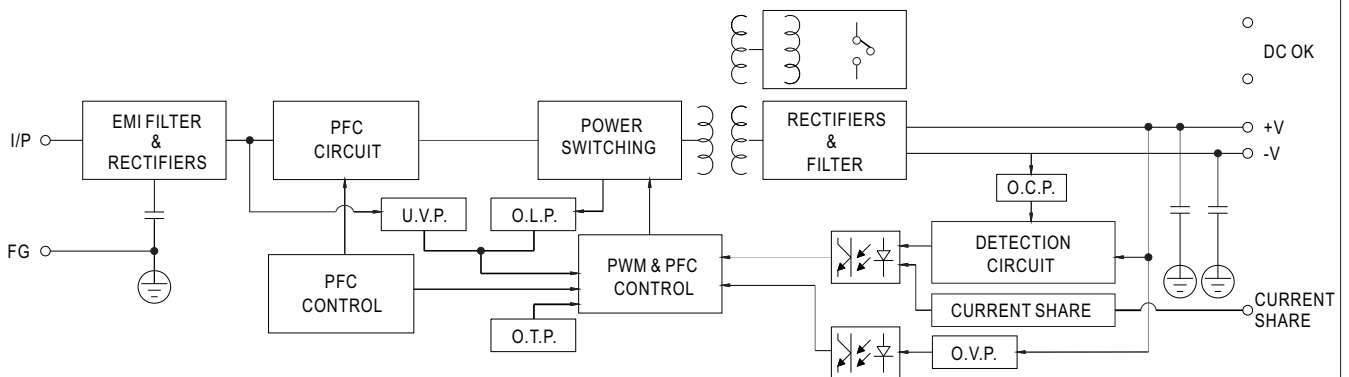 DC OK
I/P
EMI FILTER
&
RECTIFIERS
PFC
CIRCUIT
POWER
SWITCHING
RECTIFIERS
&
FILTER
+V
-V
O.C.P.
U.V.P.
O.L.P.
FG
PFC
CONTROL
PWM & PFC
CONTROL
DETECTION
CIRCUIT
CURRENT SHARE
CURRENT
SHARE
O.T.P.
O.V.P.